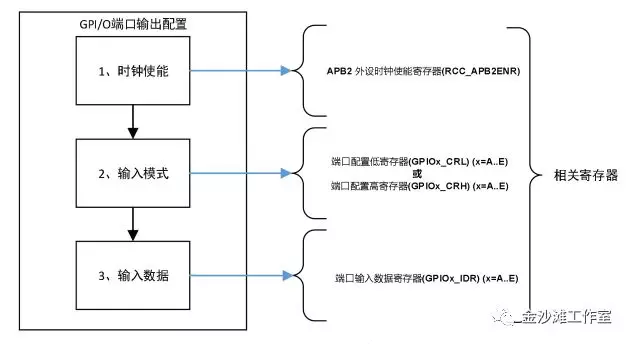 GPI/O端口输出配置
1、时钟使能
APB2 外设时钟使能寄存器(RCC_APB2ENR)
2、输入模式
端口配置低寄存器(GPIOx_CRL) (x=A..E)
或
端口配置高寄存器(GPIOx_CRH) (x=A..E)
相关寄存器
3、输入数据
端口输入数据寄存器(GPIOx_IDR) (x=A..E)
金沙滩工作室